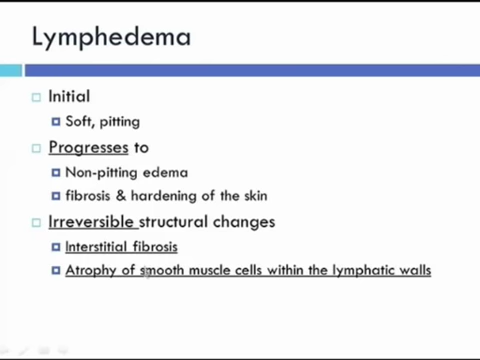 Lymphedema
Initial
Soft, pitting
Progresses to
Non-pitting edema
fibrosis & hardening of the skin
Irreversible structural changes
Interstitial fibrosis
Atrophy of smooth muscle cells within the lymphatic walls